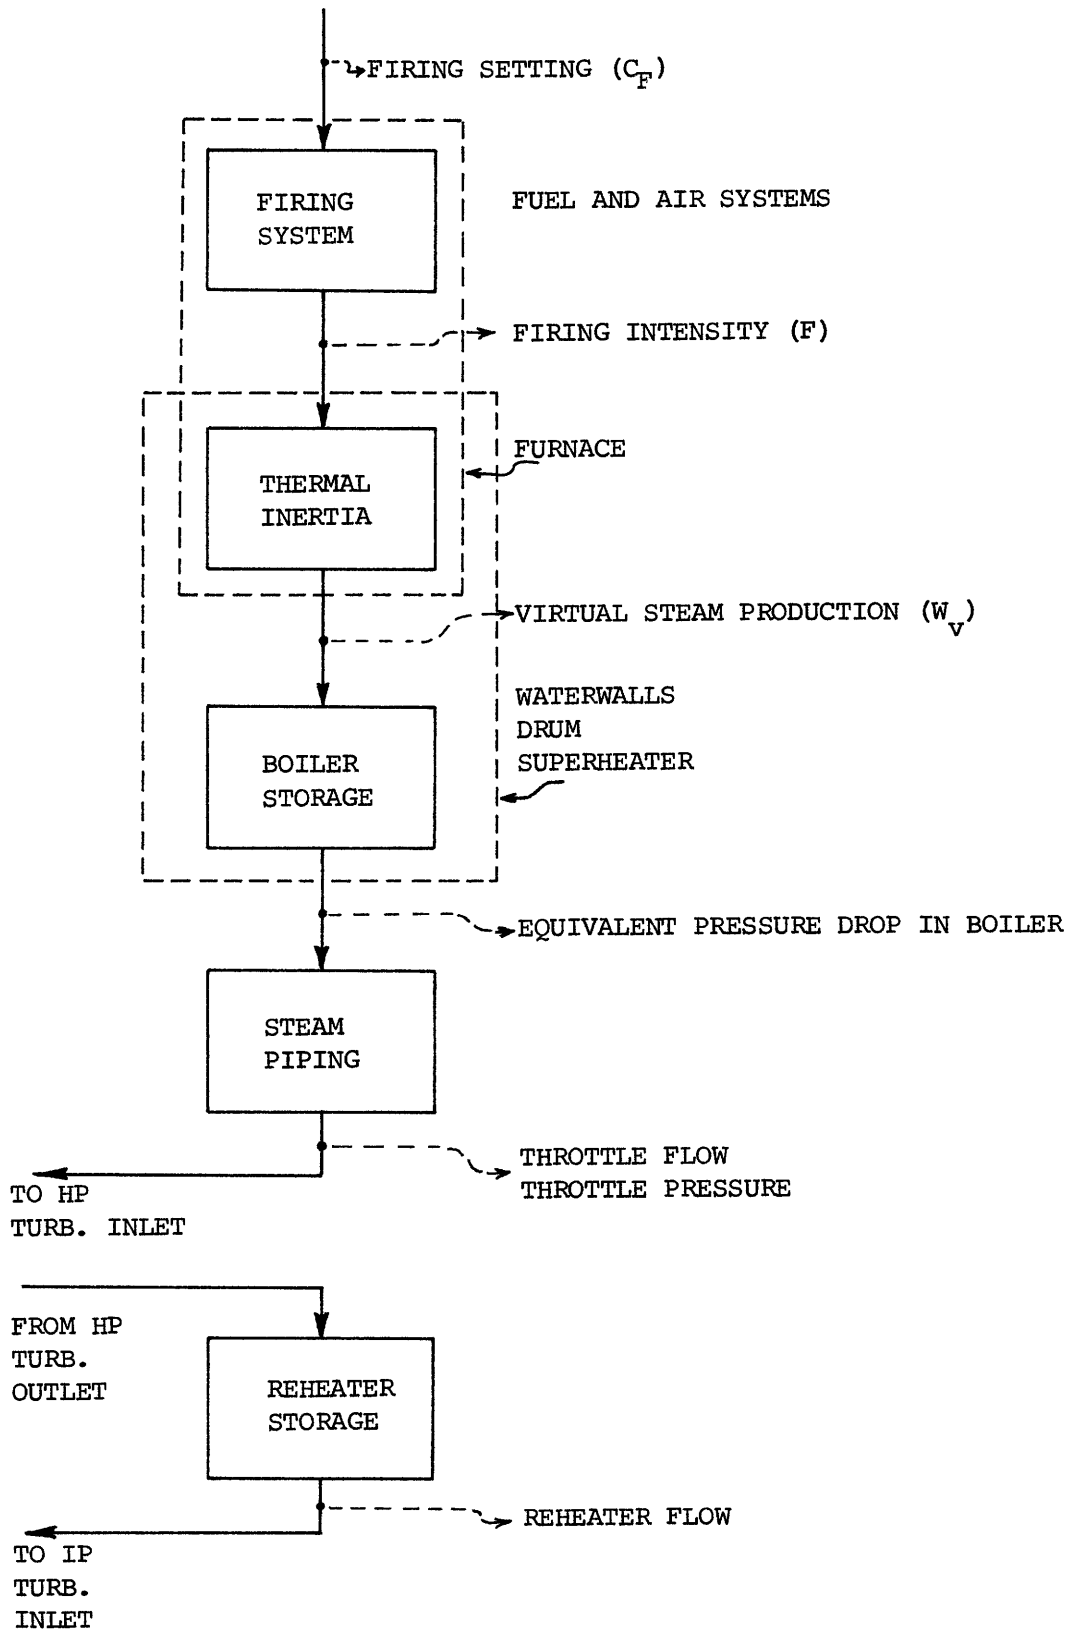 FIRING SETTING (C_F)
FIRING
SYSTEM
FUEL AND AIR SYSTEMS
FIRING INTENSITY (F)
FURNACE
THERMAL
INERTIA
VIRTUAL STEAM PRODUCTION (W_V)
WATERWALLS
DRUM
SUPERHEATER
BOILER
STORAGE
EQUIVALENT PRESSURE DROP IN BOILER
STEAM
PIPING
THROTTLE FLOW
THROTTLE PRESSURE
TO HP
TURB. INLET
FROM HP
TURB.
OUTLET
REHEATER
STORAGE
REHEATER FLOW
TO IP
TURB.
INLET